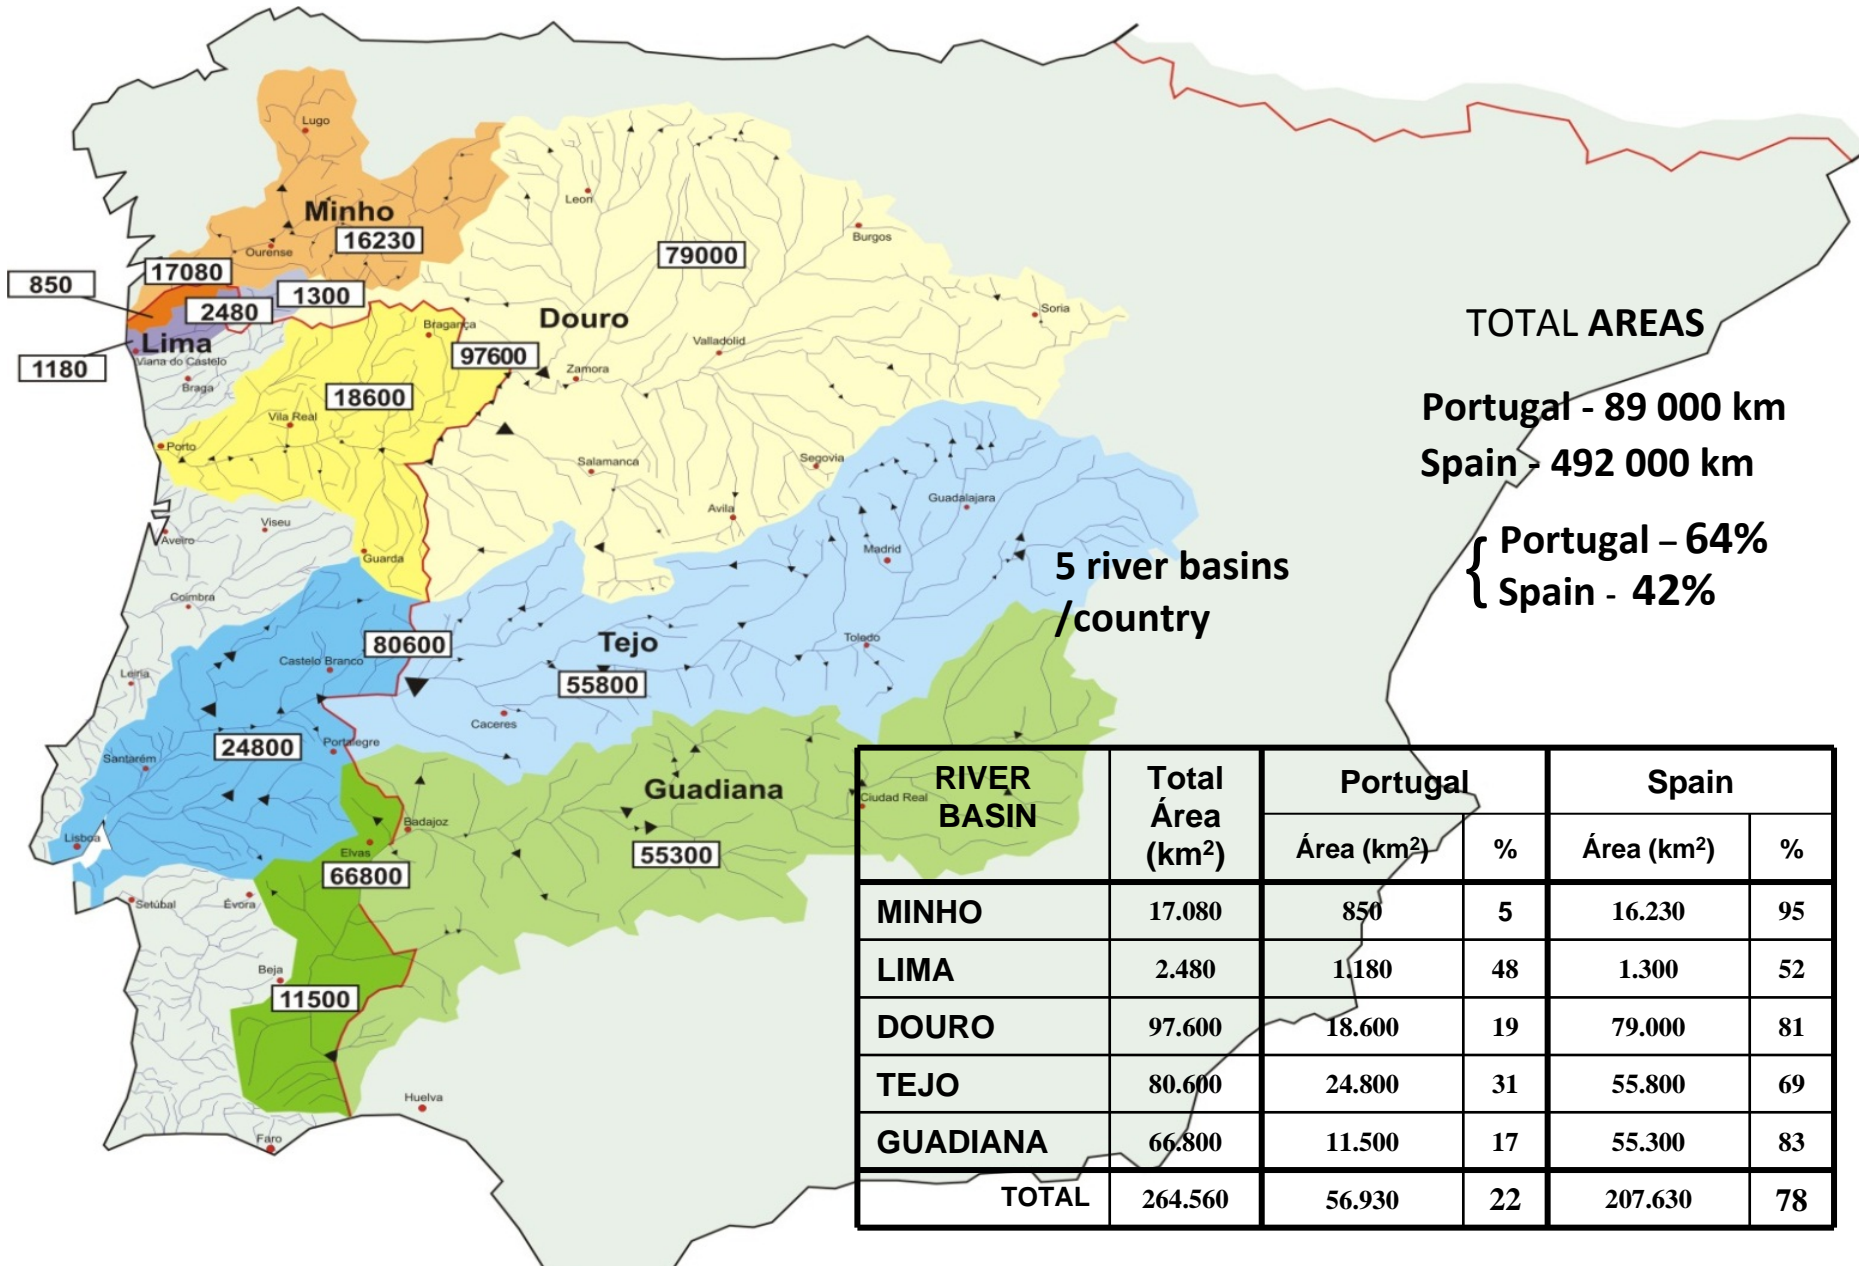 Lugo
Minho
16230
Ourense
17080
850
1300
2480
Lima
1180
Viana do Castelo
Braga
Leon
79000
Burgos
Soria
Douro
Bragança
97600
Valladolid
Zamora
18600
Vila Real
Porto
Salamanca
Segovia
Avila
Viseu
Aveiro
Guarda
Coimbra
Guadalajara
Madrid
TOTAL AREAS
Portugal - 89 000 km
Spain - 492 000 km
{ Portugal – 64%
Spain - 42%
5 river basins
/country
80600
Tejo
Toledo
Castelo Branco
Leiria
55800
Caceres
24800
Portalegre
Santarém
Guadiana
Ciudad Real
Lisboa
Badajoz
Elvas
55300
66800
Setúbal
Évora
Beja
11500
Huelva
Faro
RIVER BASIN Total Área (km²) Portugal Spain
Área (km²) % Área (km²) %
MINHO 17.080 850 5 16.230 95
LIMA 2.480 1.180 48 1.300 52
DOURO 97.600 18.600 19 79.000 81
TEJO 80.600 24.800 31 55.800 69
GUADIANA 66.800 11.500 17 55.300 83
TOTAL 264.560 56.930 22 207.630 78